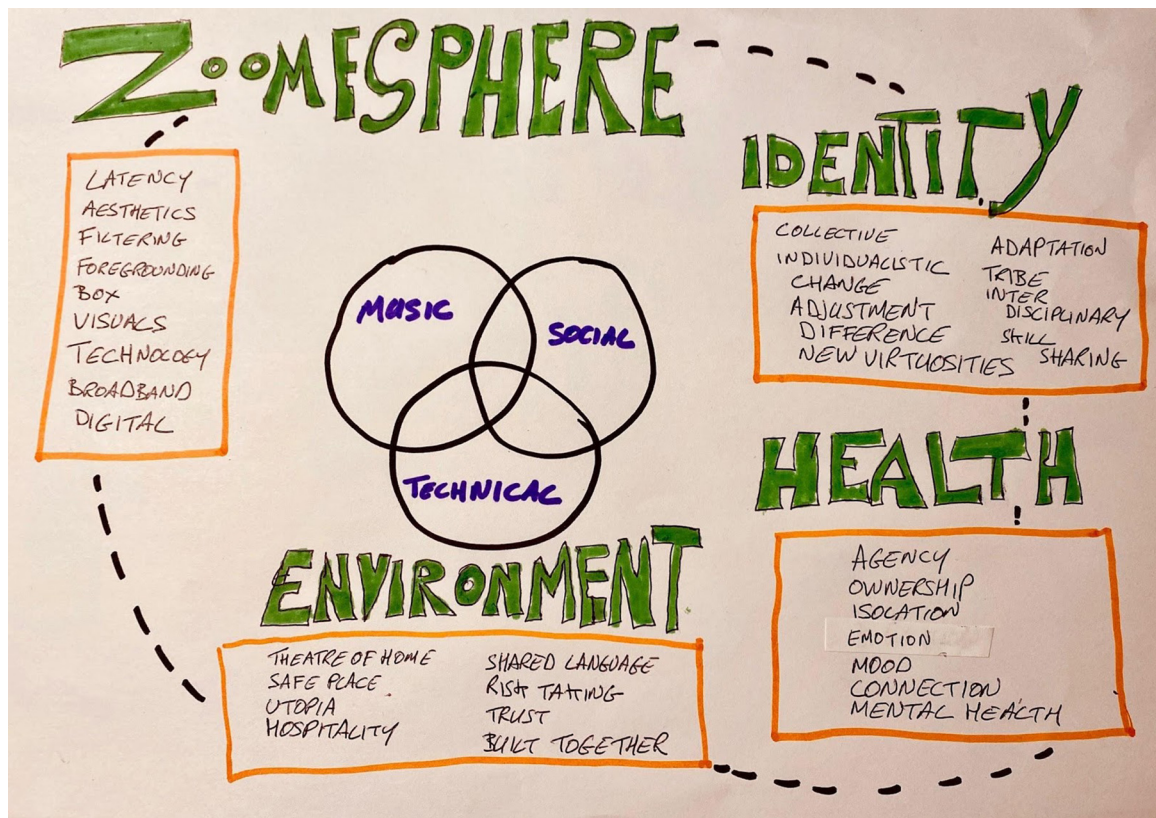 ZOOMESPHERE
LATENCY
AESTHETICS
FILTERING
FOREGROUNDING
BOX
VISUALS
TECHNOLOGY
BROADBAND
DIGITAL
IDENTITY
COLLECTIVE
INDIVIDUALISTIC
CHANGE
ADJUSTMENT
DIFFERENCE
NEW VIRTUOSITIES
ADAPTATION
TRIBE
INTER
DISCIPLINARY
SKILL
SHARING
MUSIC
SOCIAL
TECHNICAL
HEALTH
AGENCY
OWNERSHIP
ISOLATION
EMOTION
MOOD
CONNECTION
MENTAL HEALTH
ENVIRONMENT
THEATRE OF HOME
SAFE PLACE
UTOPIA
HOSPITALITY
SHARED LANGUAGE
RISK TAKING
TRUST
BUILT TOGETHER